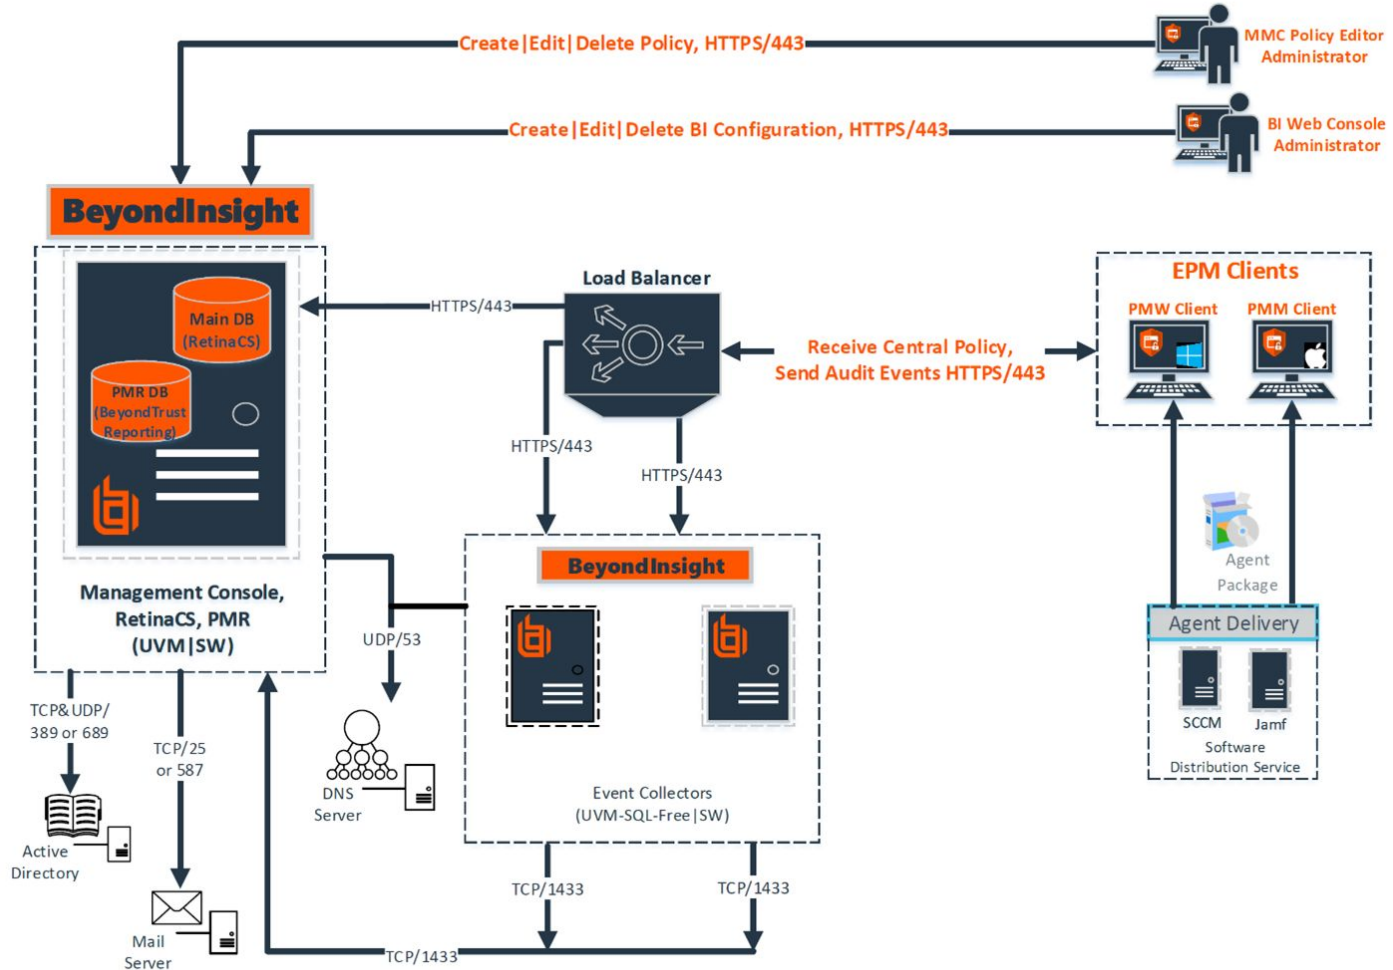 Create|Edit|Delete Policy, HTTPS/443
MMC Policy Editor
Administrator
Create|Edit|Delete BI Configuration, HTTPS/443
BI Web Console
Administrator
BeyondInsight
Main DB
(RetinaCS)
PMR DB
(BeyondTrust
Reporting)
Management Console,
RetinaCS, PMR
(UVM|SW)
HTTPS/443
Load Balancer
Receive Central Policy,
Send Audit Events HTTPS/443
EPM Clients
PMW Client
PMM Client
HTTPS/443
HTTPS/443
BeyondInsight
Event Collectors
(UVM-SQL-Free|SW)
Agent
Package
Agent Delivery
SCCM
Jamf
Software
Distribution Service
UDP/53
DNS
Server
TCP&UDP/
389 or 689
Active
Directory
TCP/25
or 587
Mail
Server
TCP/1433
TCP/1433
TCP/1433